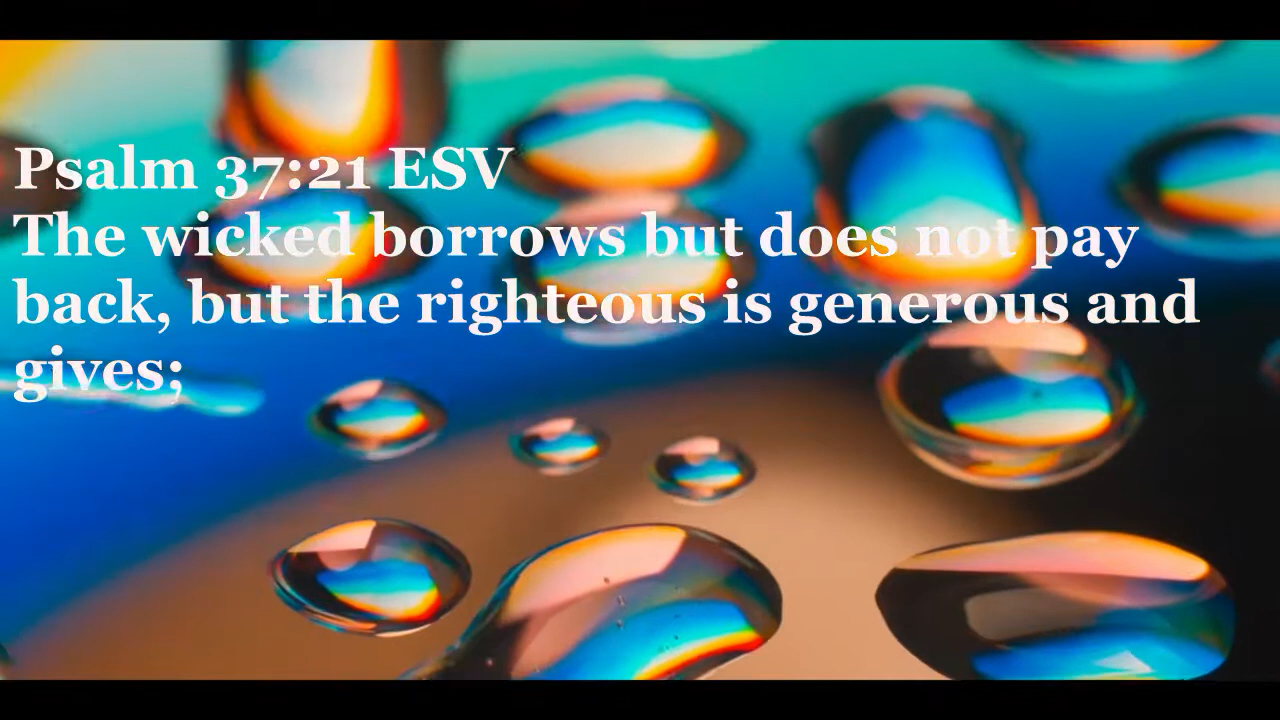 Psalm 37:21 ESV
The wicked borrows but does not pay
back, but the righteous is generous and
gives;